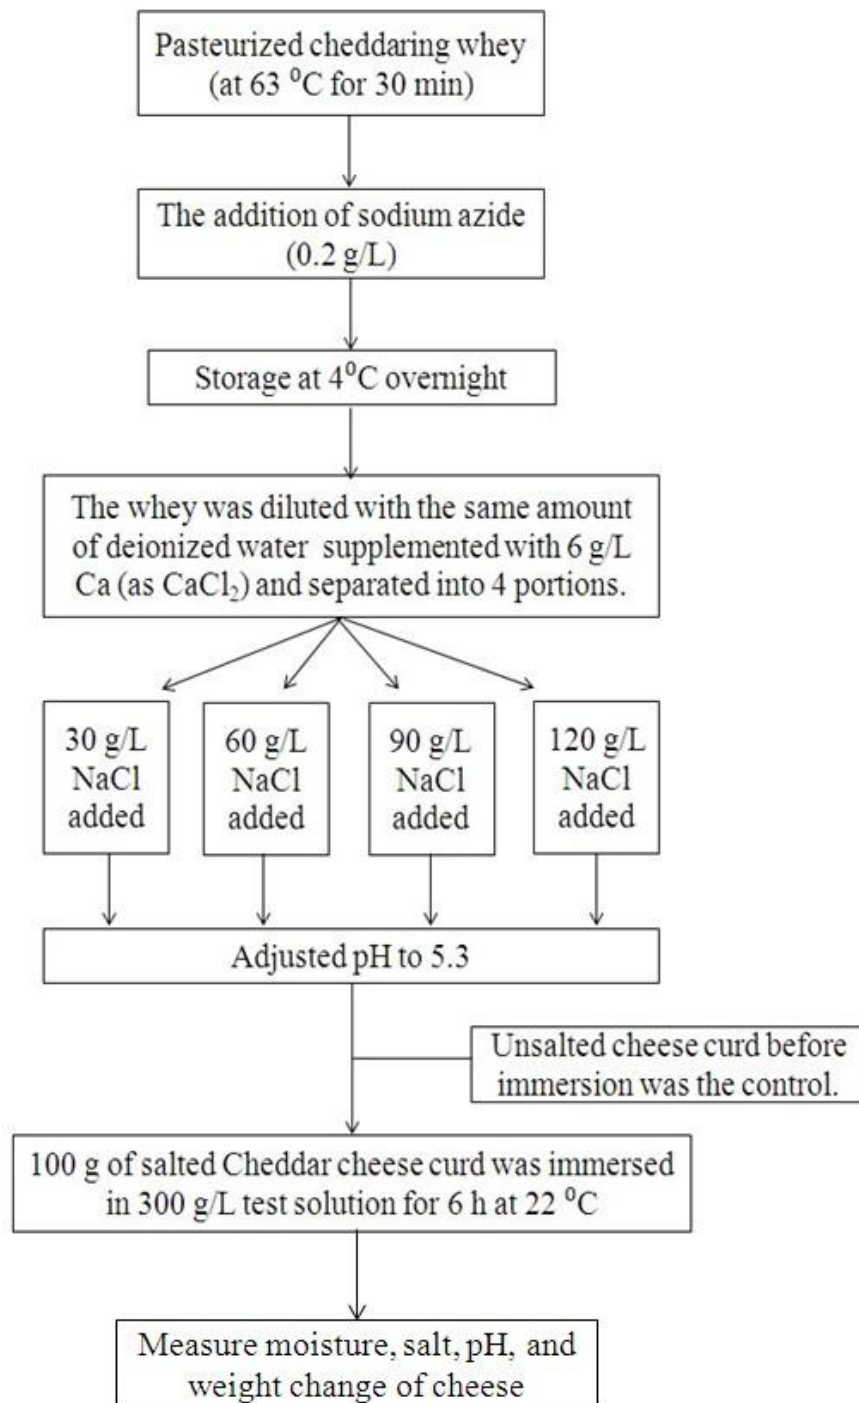 Pasteurized cheddaring whey
(at 63 ⁰C for 30 min)
The addition of sodium azide
(0.2 g/L)
Storage at 4⁰C overnight
The whey was diluted with the same amount
of deionized water supplemented with 6 g/L
Ca (as CaCl₂) and separated into 4 portions.
30 g/L
NaCl
added
60 g/L
NaCl
added
90 g/L
NaCl
added
120 g/L
NaCl
added
Adjusted pH to 5.3
Unsalted cheese curd before
immersion was the control.
100 g of salted Cheddar cheese curd was immersed
in 300 g/L test solution for 6 h at 22 ⁰C
Measure moisture, salt, pH, and
weight change of cheese